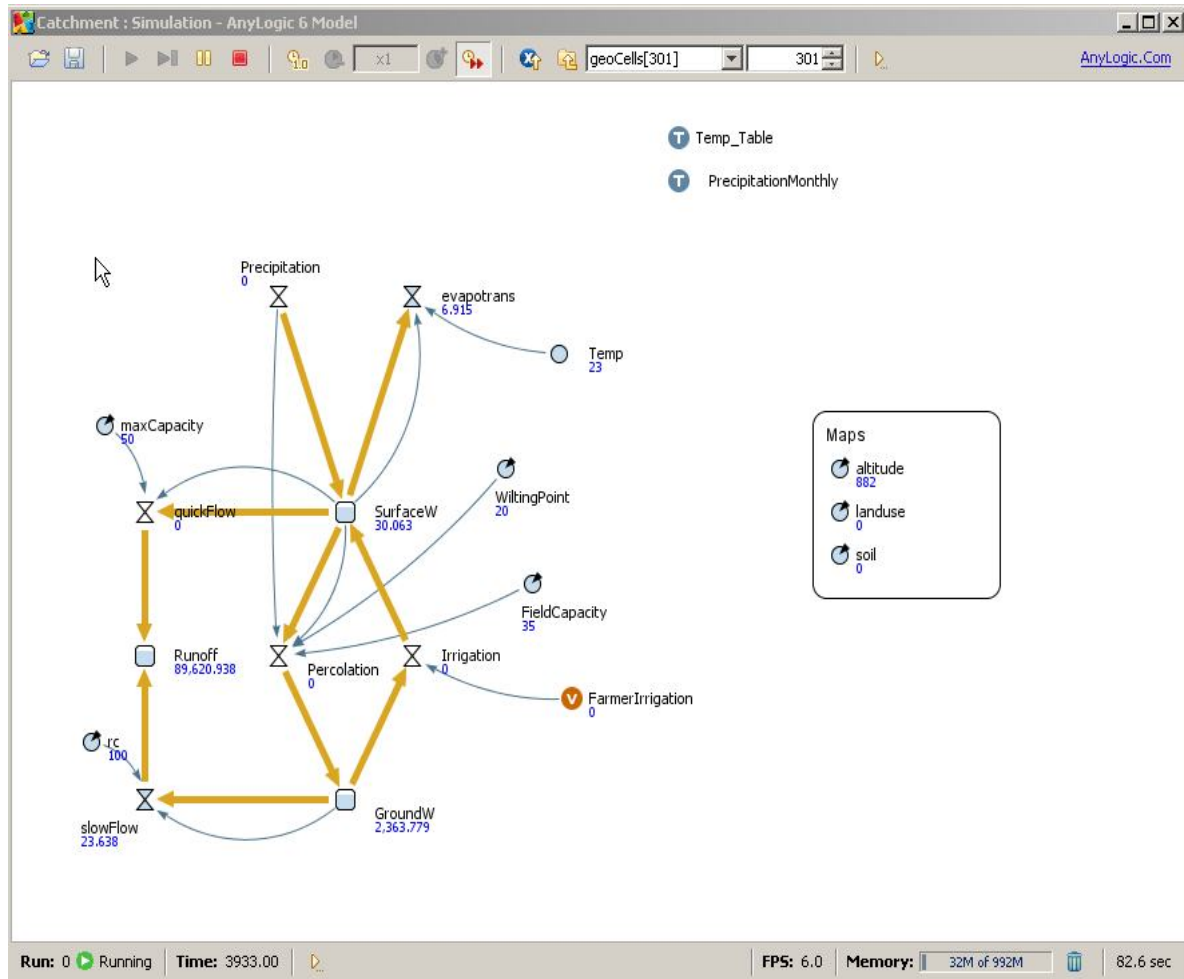 Catchment : Simulation - AnyLogic 6 Model
x1
geoCells[301]
301
AnyLogic.Com
Temp_Table
PrecipitationMonthly
Precipitation
0
evapotrans
6.915
Temp
23
maxCapacity
50
Maps
altitude
882
landuse
0
soil
0
WiltingPoint
20
quickFlow
0
SurfaceW
30.063
FieldCapacity
35
Runoff
89,620.938
Percolation
0
Irrigation
0
FarmerIrrigation
0
rc
100
slowFlow
23.638
GroundW
2,363.779
Run: 0 Running Time: 3933.00 FPS: 6.0 Memory: 32M of 992M 82.6 sec